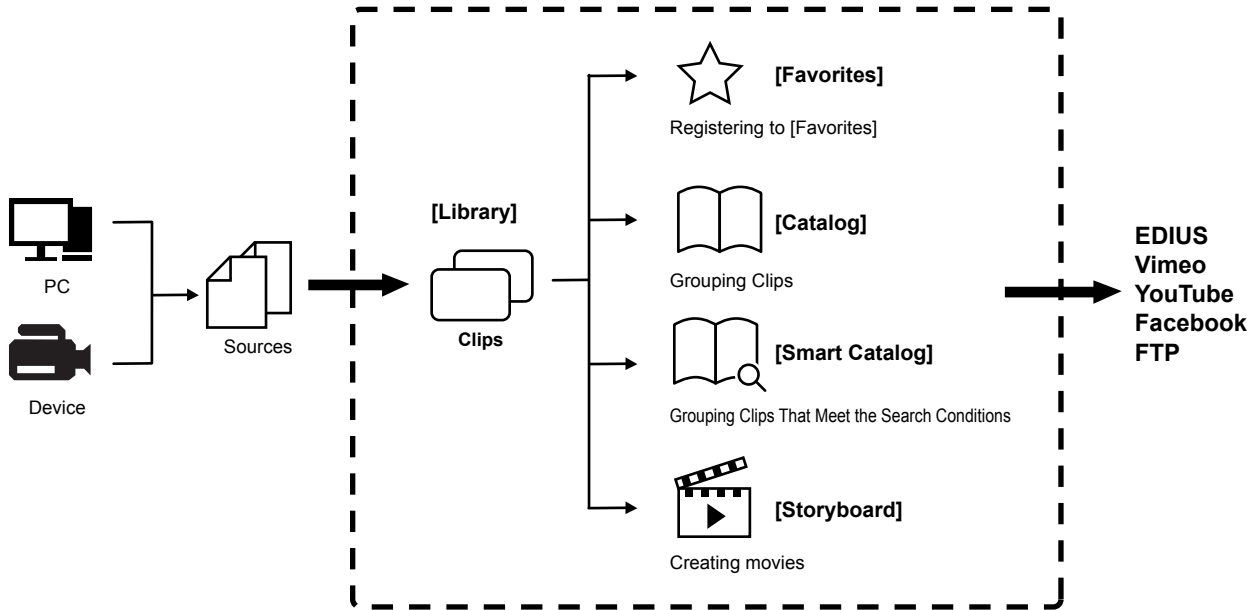 PC
Device
Sources
[Library]
Clips
[Favorites]
Registering to [Favorites]
[Catalog]
Grouping Clips
[Smart Catalog]
Grouping Clips That Meet the Search Conditions
[Storyboard]
Creating movies
EDIUS
Vimeo
YouTube
Facebook
FTP